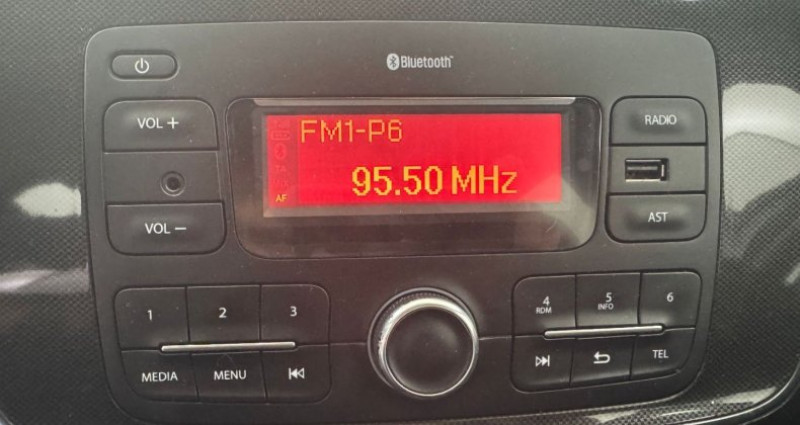 Bluetooth
VOL +
FM1-P6
RADIO
95.50 MHz
AF
VOL −
AST
1
2
3
4
RDM
5
INFO
6
MEDIA
MENU
TEL